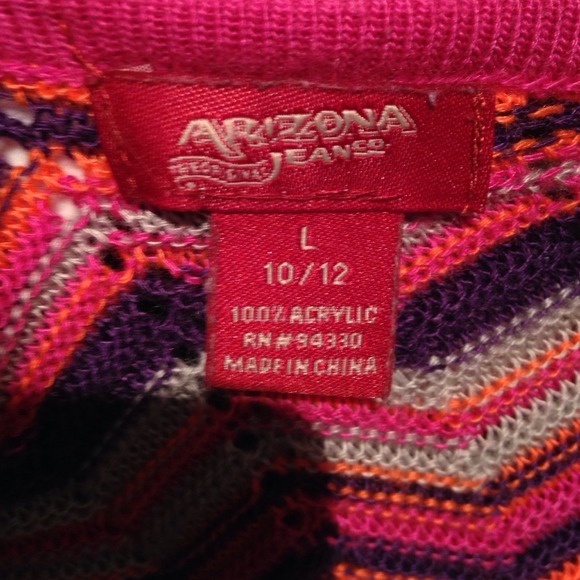 ARIZONA
JEAN CO
L
10/12
100% ACRYLIC
RN#94330
MADE IN CHINA